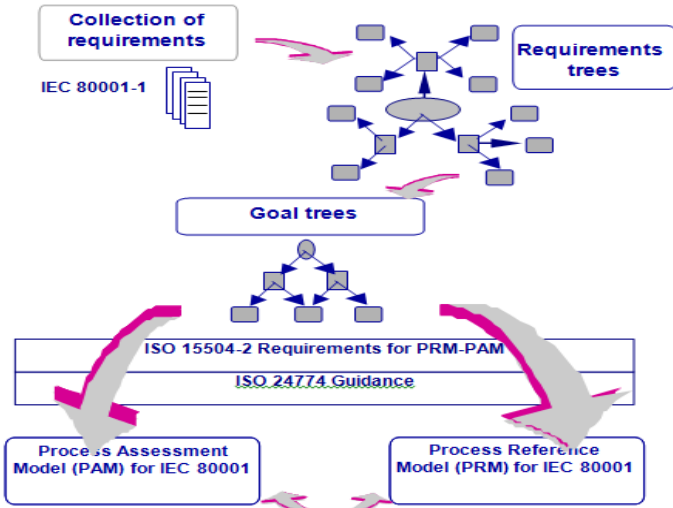 Collection of
requirements
IEC 80001-1
Requirements
trees
Goal trees
ISO 15504-2 Requirements for PRM-PAM
ISO 24774 Guidance
Process Assessment
Model (PAM) for IEC 80001
Process Reference
Model (PRM) for IEC 80001